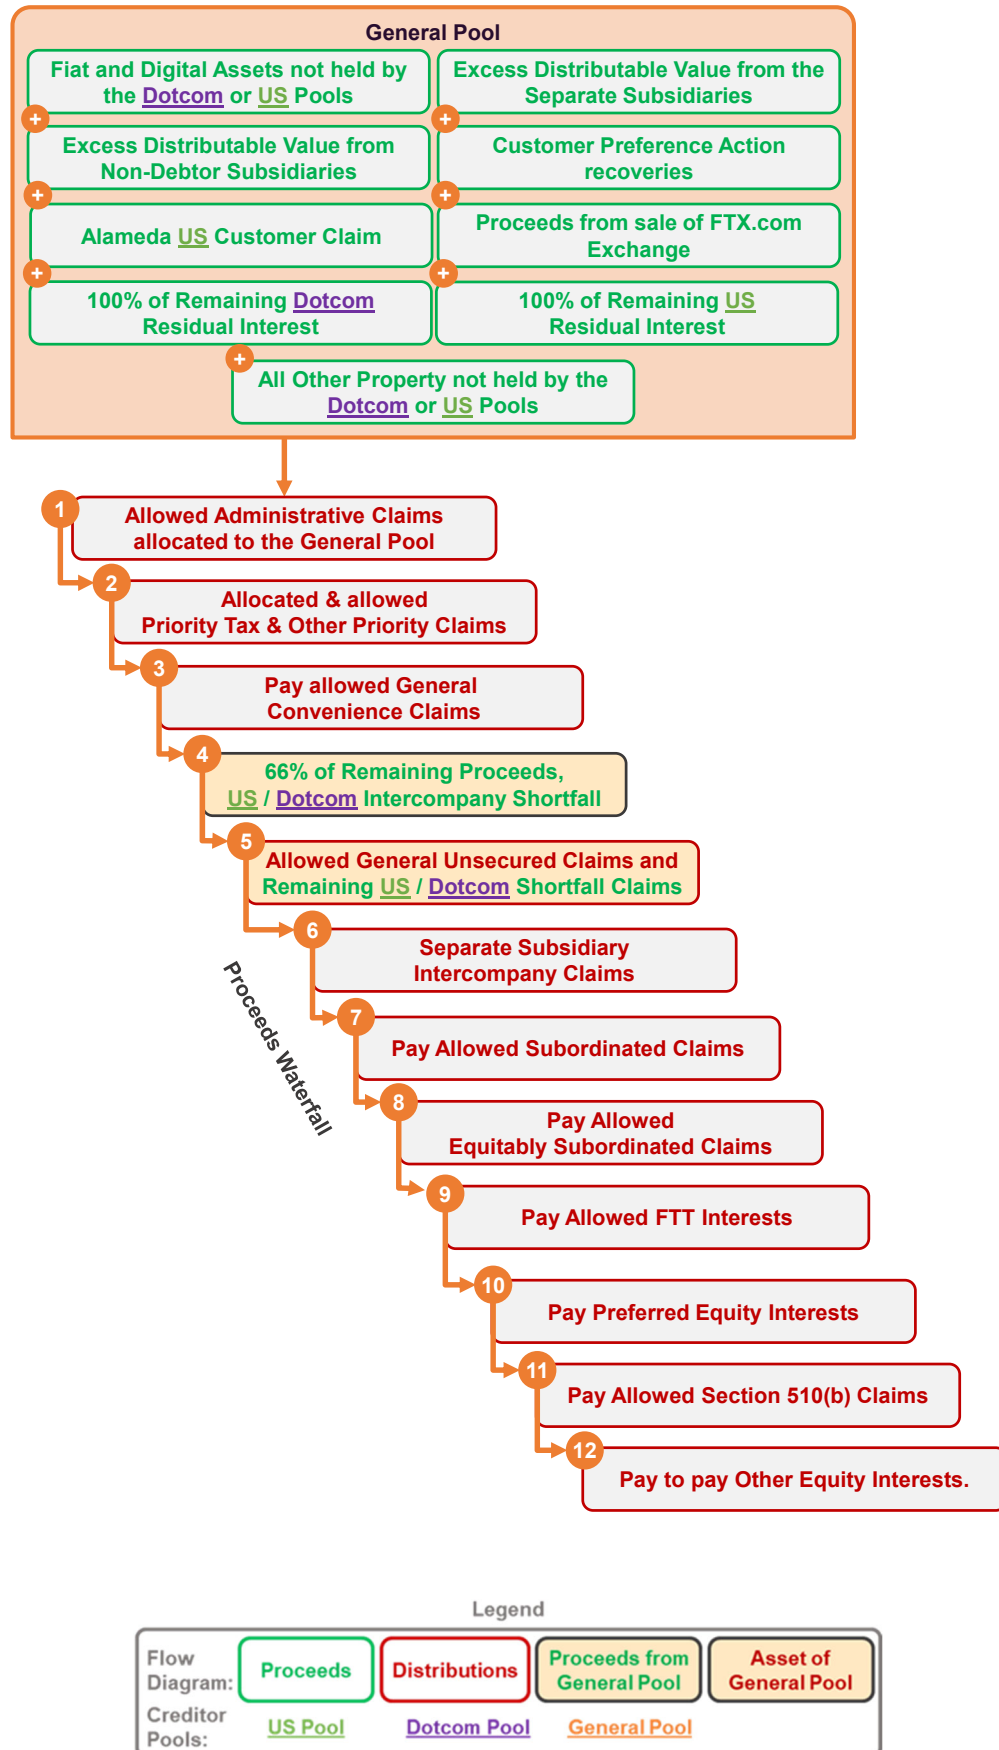 General Pool
Fiat and Digital Assets not held by
the Dotcom or US Pools
Excess Distributable Value from the
Separate Subsidiaries
+
+
Excess Distributable Value from
Non-Debtor Subsidiaries
Customer Preference Action
recoveries
+
+
Alameda US Customer Claim
Proceeds from sale of FTX.com
Exchange
+
+
100% of Remaining Dotcom
Residual Interest
100% of Remaining US
Residual Interest
+
All Other Property not held by the
Dotcom or US Pools
1
Allowed Administrative Claims
allocated to the General Pool
2
Allocated & allowed
Priority Tax & Other Priority Claims
3
Pay allowed General
Convenience Claims
4
66% of Remaining Proceeds,
US / Dotcom Intercompany Shortfall
5
Allowed General Unsecured Claims and
Remaining US / Dotcom Shortfall Claims
6
Separate Subsidiary
Intercompany Claims
Proceeds Waterfall
7
Pay Allowed Subordinated Claims
8
Pay Allowed
Equitably Subordinated Claims
9
Pay Allowed FTT Interests
10
Pay Preferred Equity Interests
11
Pay Allowed Section 510(b) Claims
12
Pay to pay Other Equity Interests.
Legend
Flow
Diagram:
Proceeds
Distributions
Proceeds from
General Pool
Asset of
General Pool
Creditor
Pools:
US Pool
Dotcom Pool
General Pool